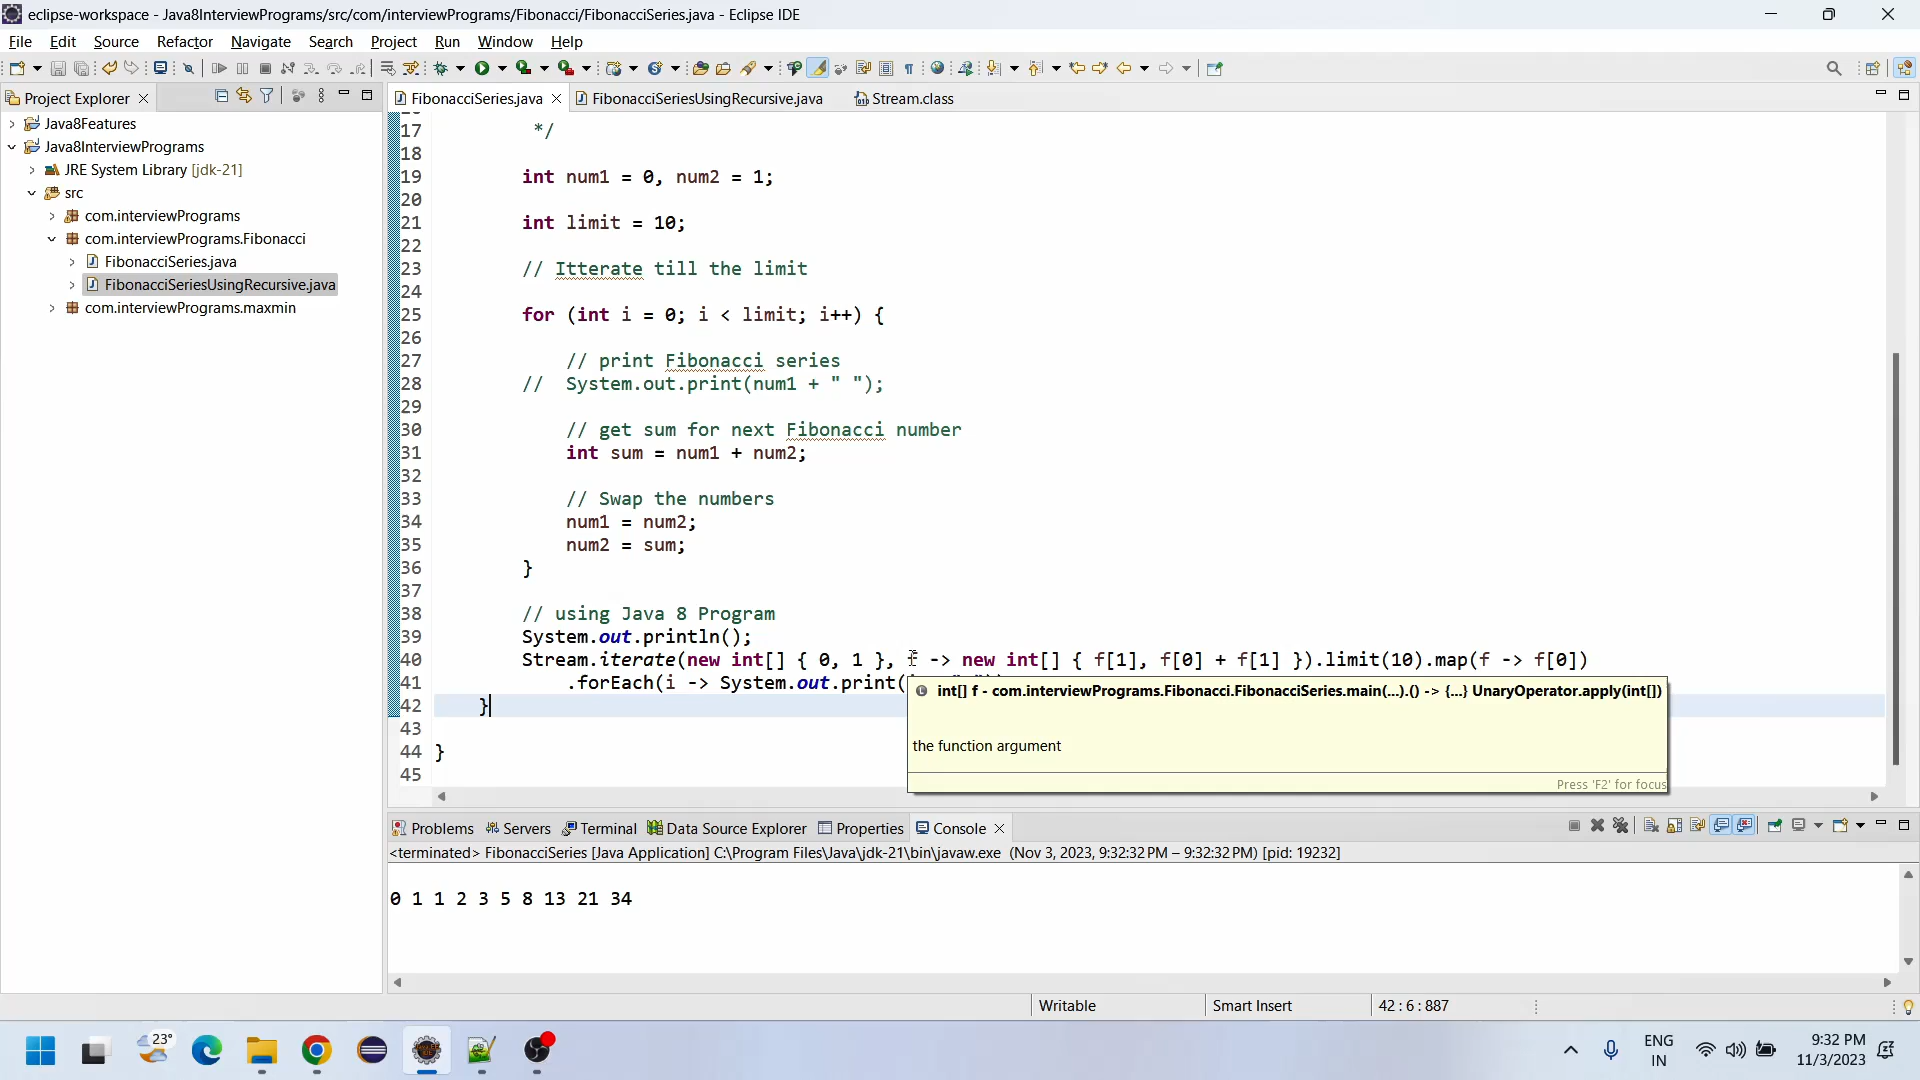 eclipse-workspace - Java8InterviewPrograms/src/com/interviewPrograms/Fibonacci/FibonacciSeries.java - Eclipse IDE
File Edit Source Refactor Navigate Search Project Run Window Help
Project Explorer
FibonacciSeries.java
FibonacciSeriesUsingRecursive.java
Stream.class
Java8Features
Java8InterviewPrograms
JRE System Library [jdk-21]
src
com.interviewPrograms
com.interviewPrograms.Fibonacci
FibonacciSeries.java
FibonacciSeriesUsingRecursive.java
com.interviewPrograms.maxmin
17 */
18
19 int num1 = 0, num2 = 1;
20
21 int limit = 10;
22
23 // Itterate till the limit
24
25 for (int i = 0; i < limit; i++) {
26
27 // print Fibonacci series
28 // System.out.print(num1 + " ");
29
30 // get sum for next Fibonacci number
31 int sum = num1 + num2;
32
33 // Swap the numbers
34 num1 = num2;
35 num2 = sum;
36 }
37
38 // using Java 8 Program
39 System.out.println();
40 Stream.iterate(new int[] { 0, 1 }, f -> new int[] { f[1], f[0] + f[1] }).limit(10).map(f -> f[0])
41 .forEach(i -> System.out.print(
42 }
43
44 }
45
int[] f - com.interviewPrograms.Fibonacci.FibonacciSeries.main(...).() -> {...} UnaryOperator.apply(int[])
the function argument
Press 'F2' for focus
Problems Servers Terminal Data Source Explorer Properties Console
<terminated> FibonacciSeries [Java Application] C:\Program Files\Java\jdk-21\bin\javaw.exe (Nov 3, 2023, 9:32:32 PM – 9:32:32 PM) [pid: 19232]
0 1 1 2 3 5 8 13 21 34
Writable Smart Insert 42 : 6 : 887
23°
ENG
IN
9:32 PM
11/3/2023